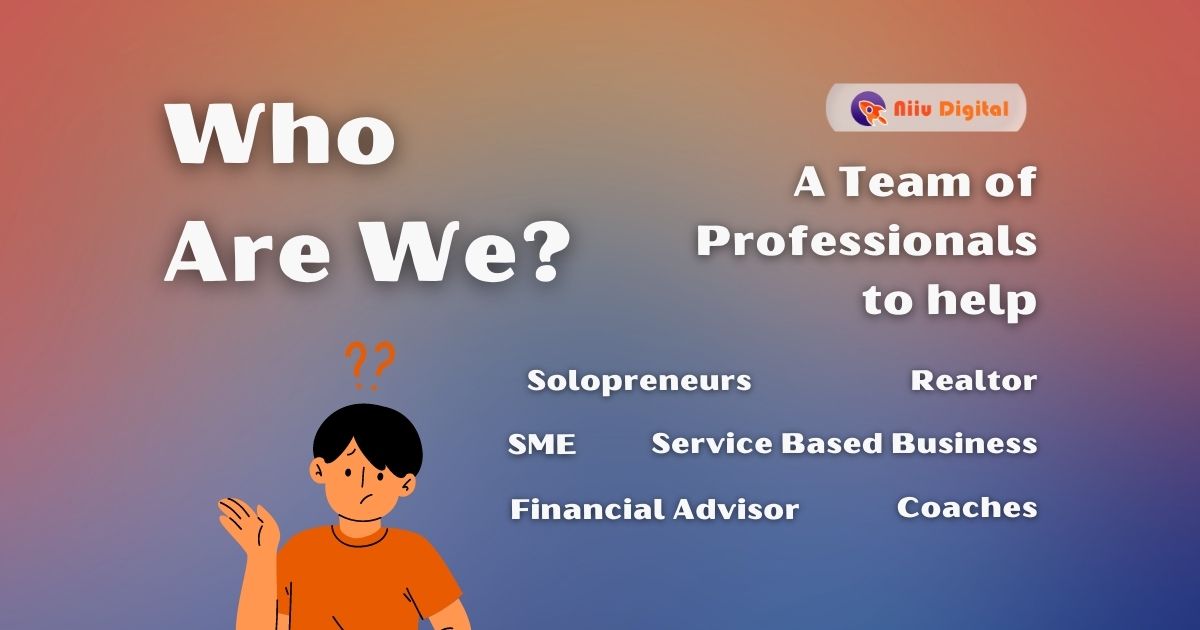 Who
Are We?
??
Niiu Digital
A Team of
Professionals
to help
Solopreneurs
Realtor
SME
Service Based Business
Financial Advisor
Coaches